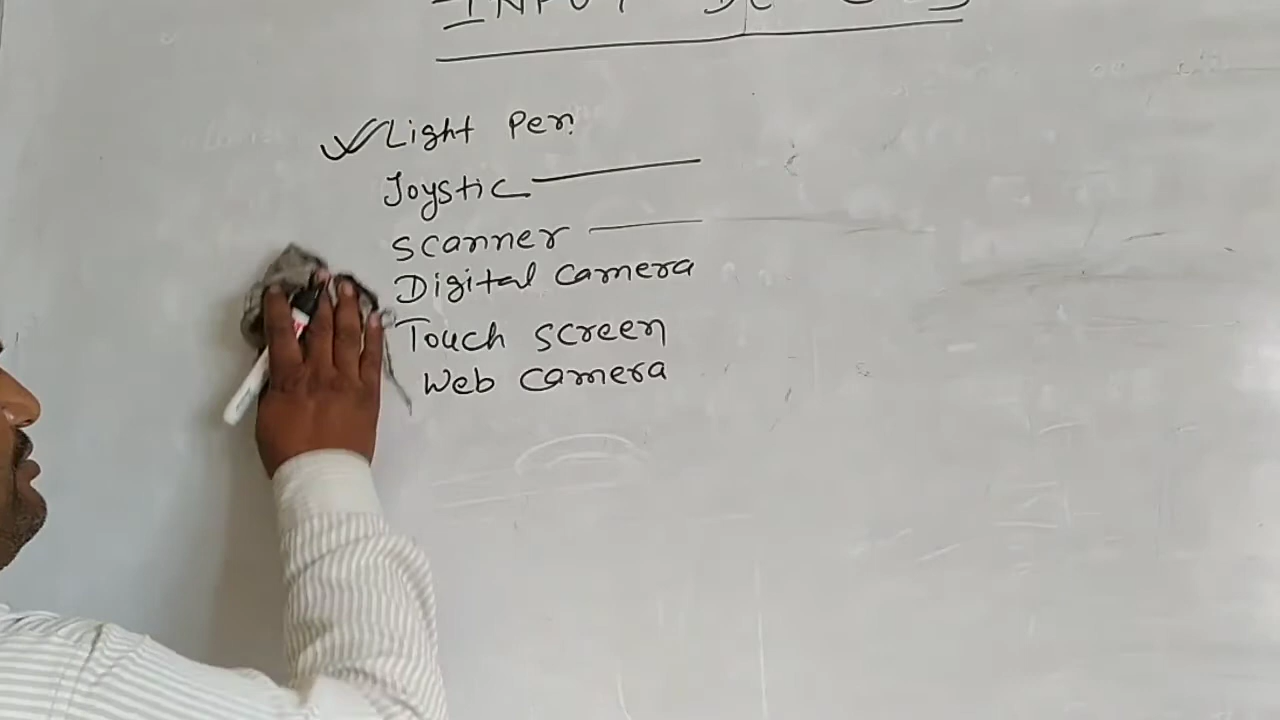 INPUT
Light Pen
Joystic
Scanner
Digital Camera
Touch Screen
Web Camera